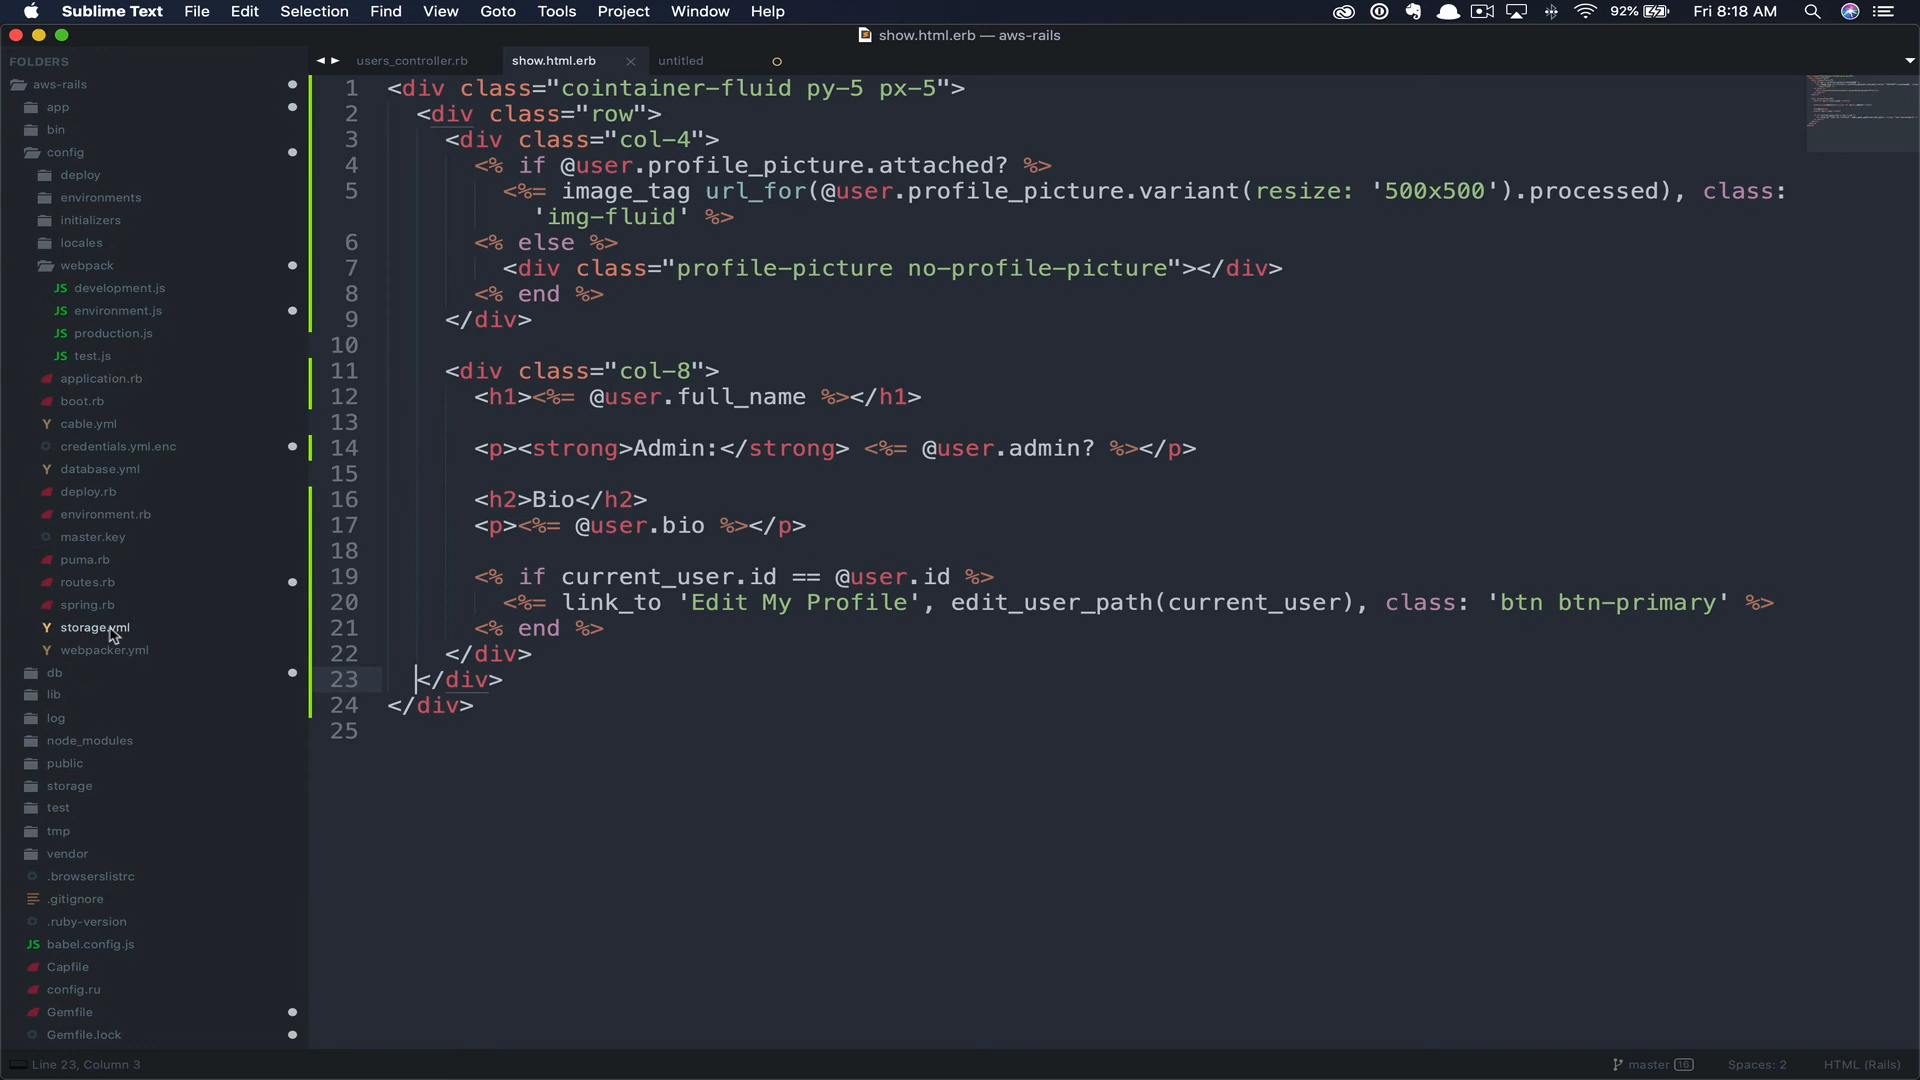 Sublime Text File Edit Selection Find View Goto Tools Project Window Help 92% Fri 8:18 AM
show.html.erb — aws-rails
FOLDERS
aws-rails
app
bin
config
deploy
environments
initializers
locales
webpack
JS development.js
JS environment.js
JS production.js
JS test.js
application.rb
boot.rb
Y cable.yml
credentials.yml.enc
Y database.yml
deploy.rb
environment.rb
master.key
puma.rb
routes.rb
spring.rb
Y storage.yml
Y webpacker.yml
db
lib
log
node_modules
public
storage
test
tmp
vendor
.browserslistrc
.gitignore
.ruby-version
JS babel.config.js
Capfile
config.ru
Gemfile
Gemfile.lock
users_controller.rb show.html.erb untitled
1 <div class="cointainer-fluid py-5 px-5">
2 <div class="row">
3 <div class="col-4">
4 <% if @user.profile_picture.attached? %>
5 <%= image_tag url_for(@user.profile_picture.variant(resize: '500x500').processed), class:
'img-fluid' %>
6 <% else %>
7 <div class="profile-picture no-profile-picture"></div>
8 <% end %>
9 </div>
10
11 <div class="col-8">
12 <h1><%= @user.full_name %></h1>
13
14 <p><strong>Admin:</strong> <%= @user.admin? %></p>
15
16 <h2>Bio</h2>
17 <p><%= @user.bio %></p>
18
19 <% if current_user.id == @user.id %>
20 <%= link_to 'Edit My Profile', edit_user_path(current_user), class: 'btn btn-primary' %>
21 <% end %>
22 </div>
23 </div>
24 </div>
25
Line 23, Column 3 master 16 Spaces: 2 HTML (Rails)